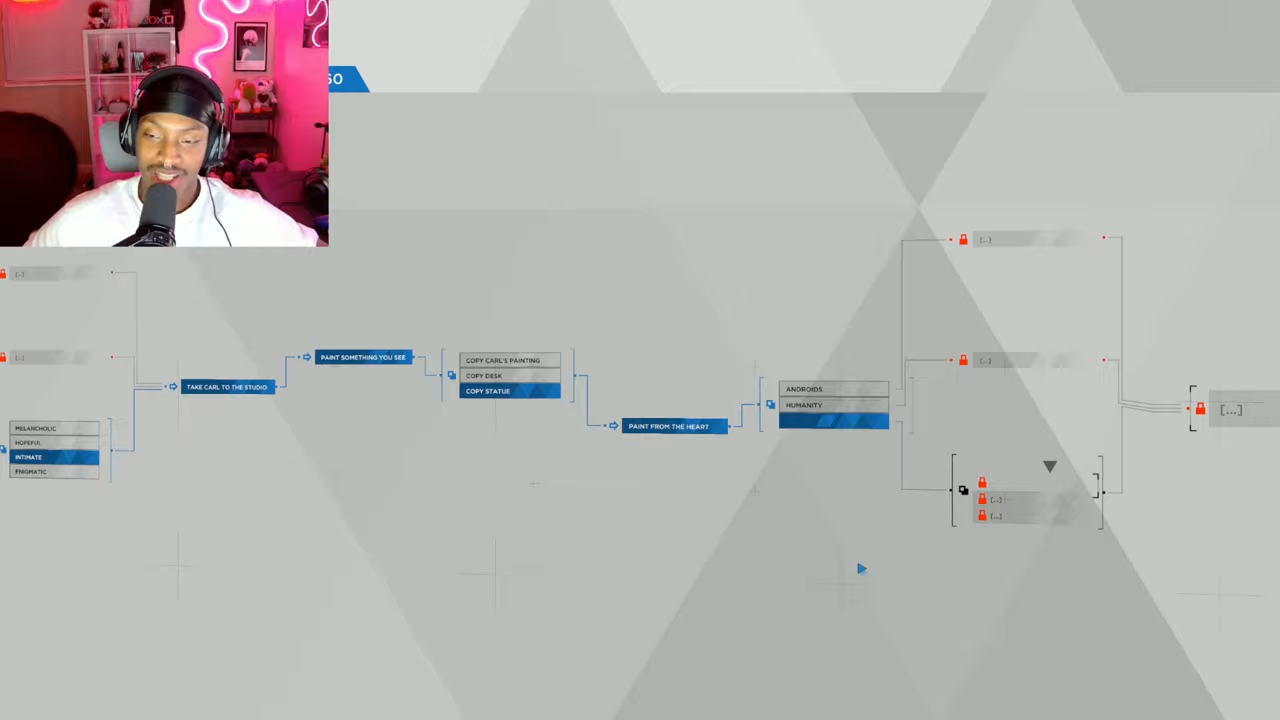 50
[...]
[...]
[...]
PAINT SOMETHING YOU SEE
COPY CARL'S PAINTING
[...]
[...]
COPY DESK
TAKE CARL TO THE STUDIO
COPY STATUE
ANDROIDS
HUMANITY
[...]
MELANCHOLIC
PAINT FROM THE HEART
HOPEFUL
INTIMATE
ENIGMATIC
[...]
[...]